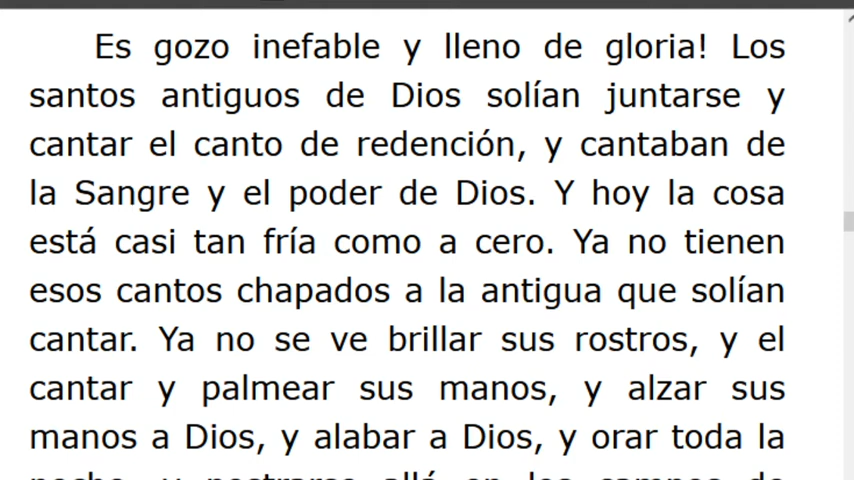 Es gozo inefable y lleno de gloria! Los
santos antiguos de Dios solían juntarse y
cantar el canto de redención, y cantaban de
la Sangre y el poder de Dios. Y hoy la cosa
está casi tan fría como a cero. Ya no tienen
esos cantos chapados a la antigua que solían
cantar. Ya no se ve brillar sus rostros, y el
cantar y palmear sus manos, y alzar sus
manos a Dios, y alabar a Dios, y orar toda la